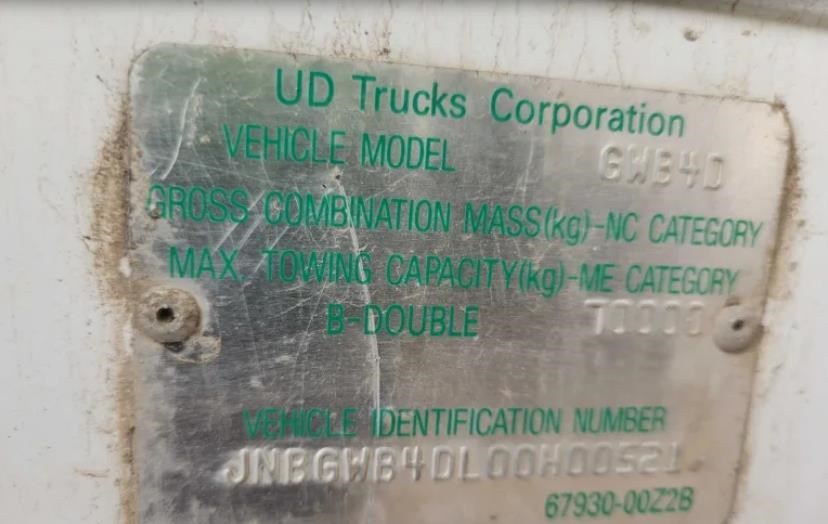 UD Trucks Corporation
VEHICLE MODEL GWB4D
GROSS COMBINATION MASS(kg)-NC CATEGORY
MAX. TOWING CAPACITY(kg)-ME CATEGORY
B-DOUBLE 70000
VEHICLE IDENTIFICATION NUMBER
JNBGWB4DL00H00521
67930-00Z2B